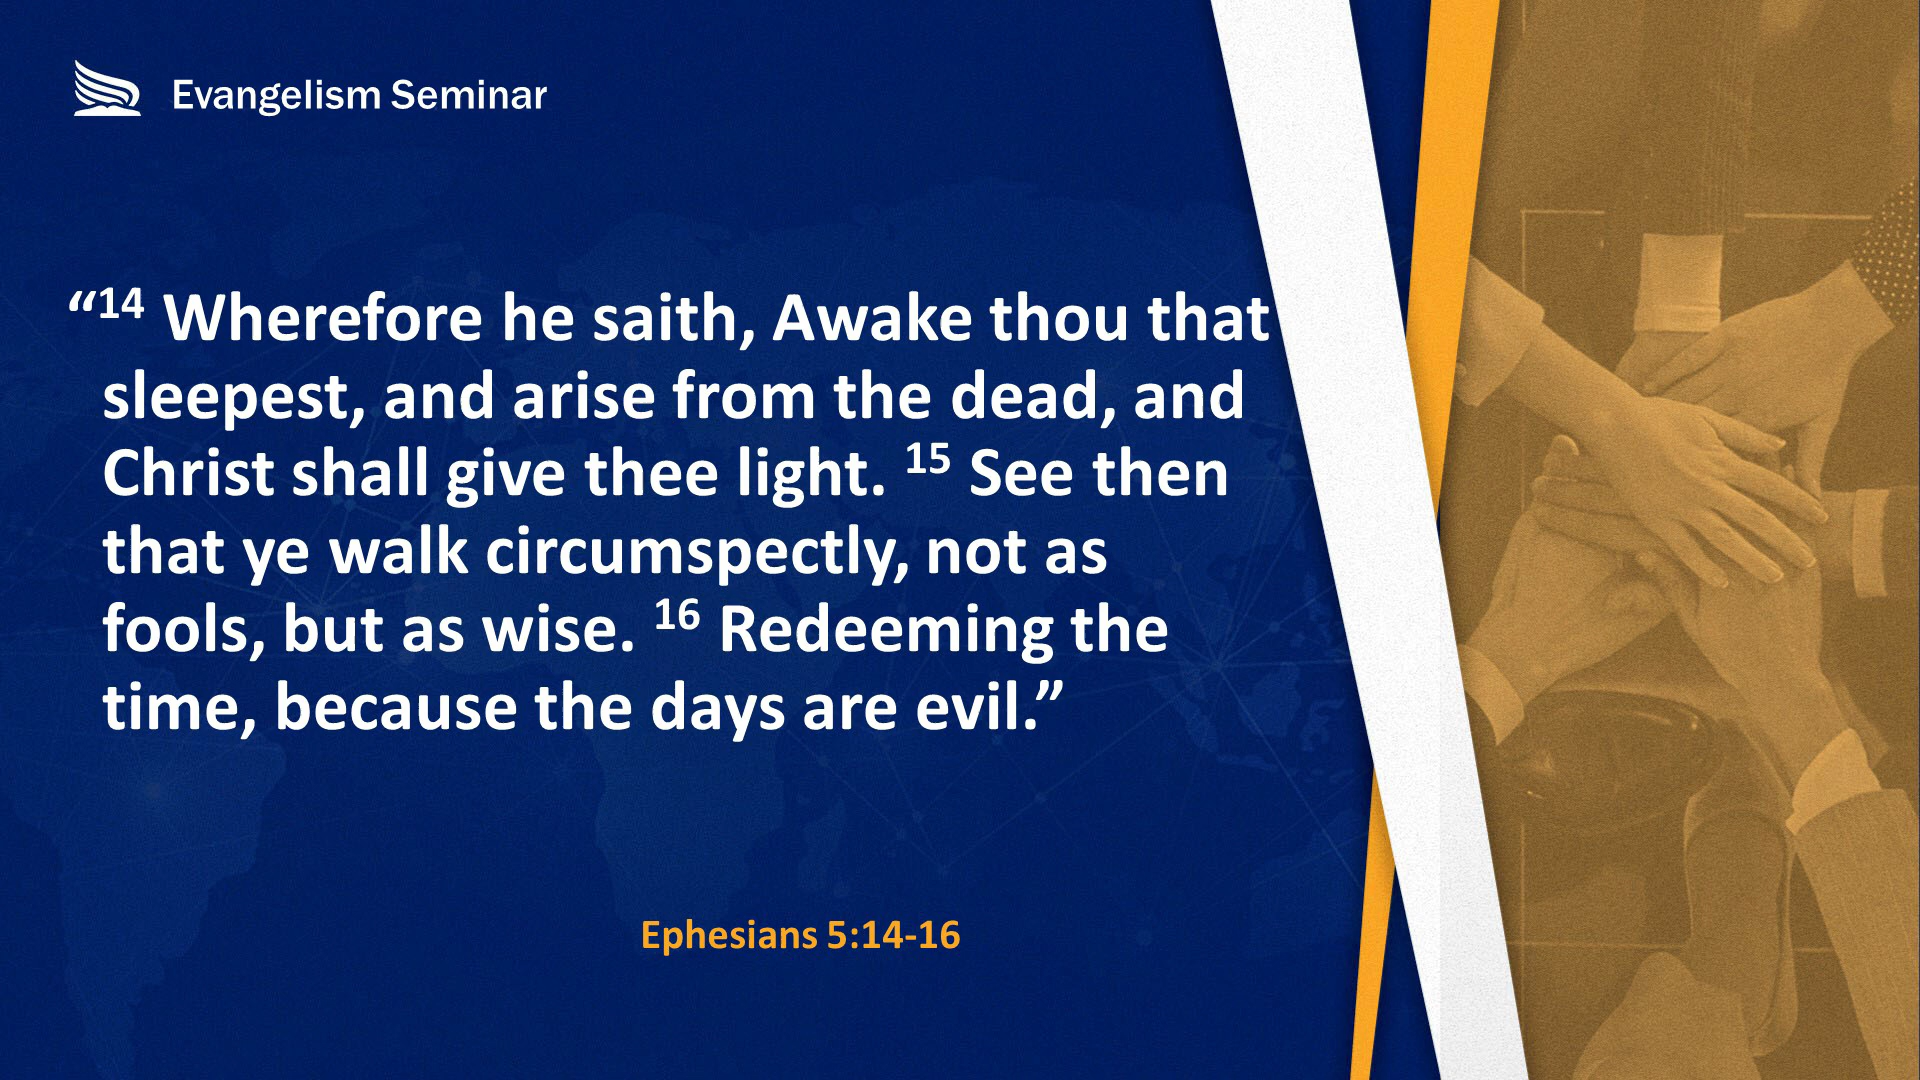 Evangelism Seminar
“14 Wherefore he saith, Awake thou that
sleepest, and arise from the dead, and
Christ shall give thee light. 15 See then
that ye walk circumspectly, not as
fools, but as wise. 16 Redeeming the
time, because the days are evil.”
Ephesians 5:14-16